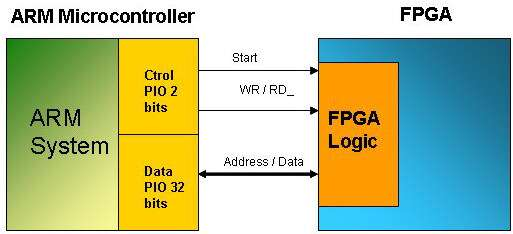 ARM Microcontroller
FPGA
ARM
System
Ctrol
PIO 2
bits
Data
PIO 32
bits
Start
WR / RD_
Address / Data
FPGA
Logic